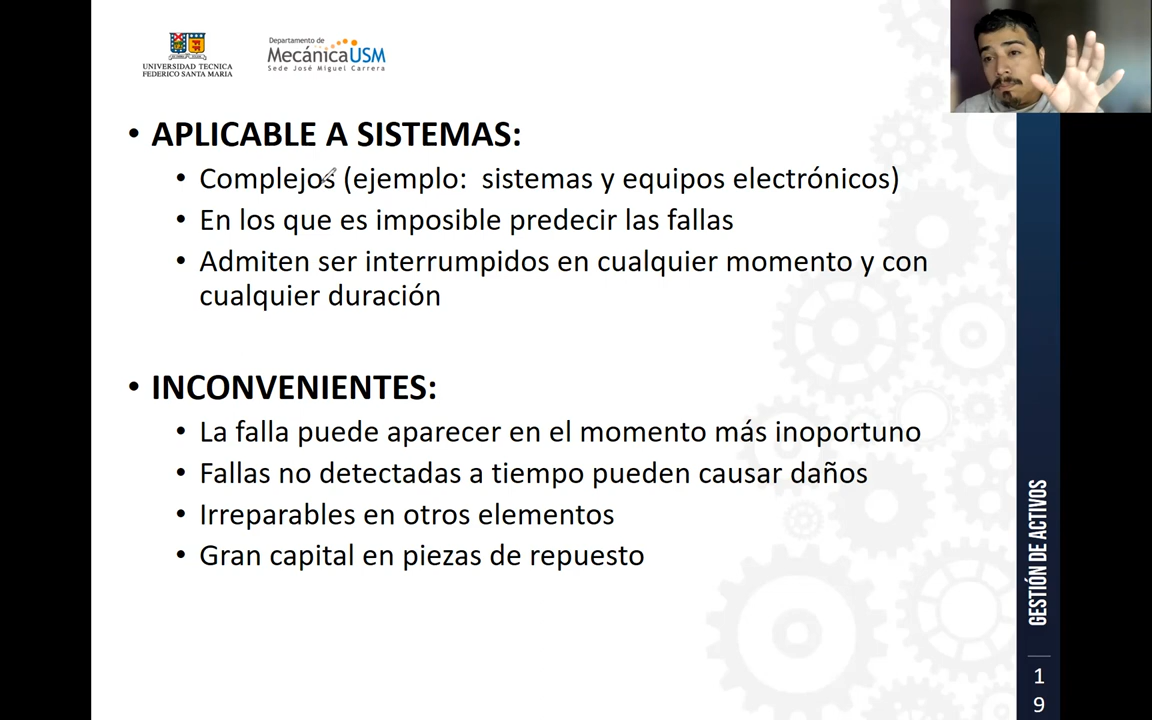 UNIVERSIDAD TECNICA
FEDERICO SANTA MARIA
Departamento de
MecánicaUSM
Sede José Miguel Carrera
• APLICABLE A SISTEMAS:
• Complejos (ejemplo:  sistemas y equipos electrónicos)
• En los que es imposible predecir las fallas
• Admiten ser interrumpidos en cualquier momento y con
cualquier duración
• INCONVENIENTES:
• La falla puede aparecer en el momento más inoportuno
• Fallas no detectadas a tiempo pueden causar daños
• Irreparables en otros elementos
• Gran capital en piezas de repuesto
GESTIÓN DE ACTIVOS
1
9